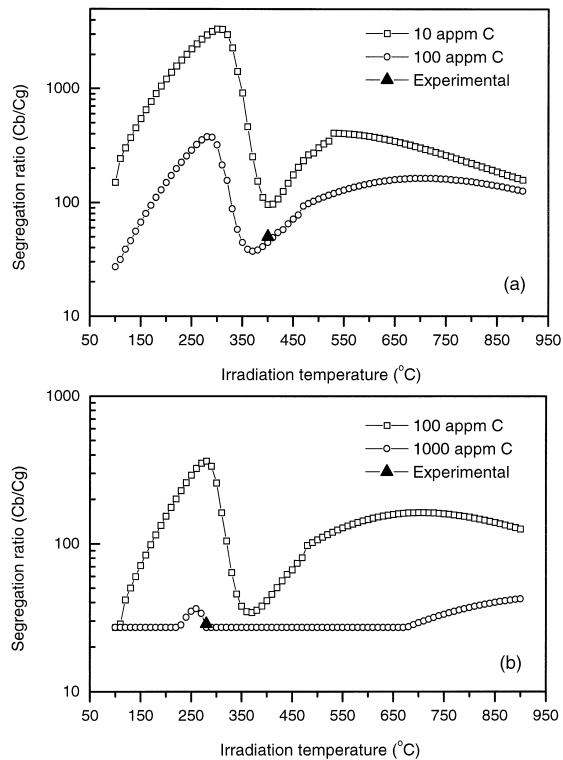 Segregation ratio (Cb/Cg)
1000
100
10
10 appm C
100 appm C
Experimental
(a)
50 150 250 350 450 550 650 750 850 950
Irradiation temperature (°C)
Segregation ratio (Cb/Cg)
1000
100
10
100 appm C
1000 appm C
Experimental
(b)
50 150 250 350 450 550 650 750 850 950
Irradiation temperature (°C)